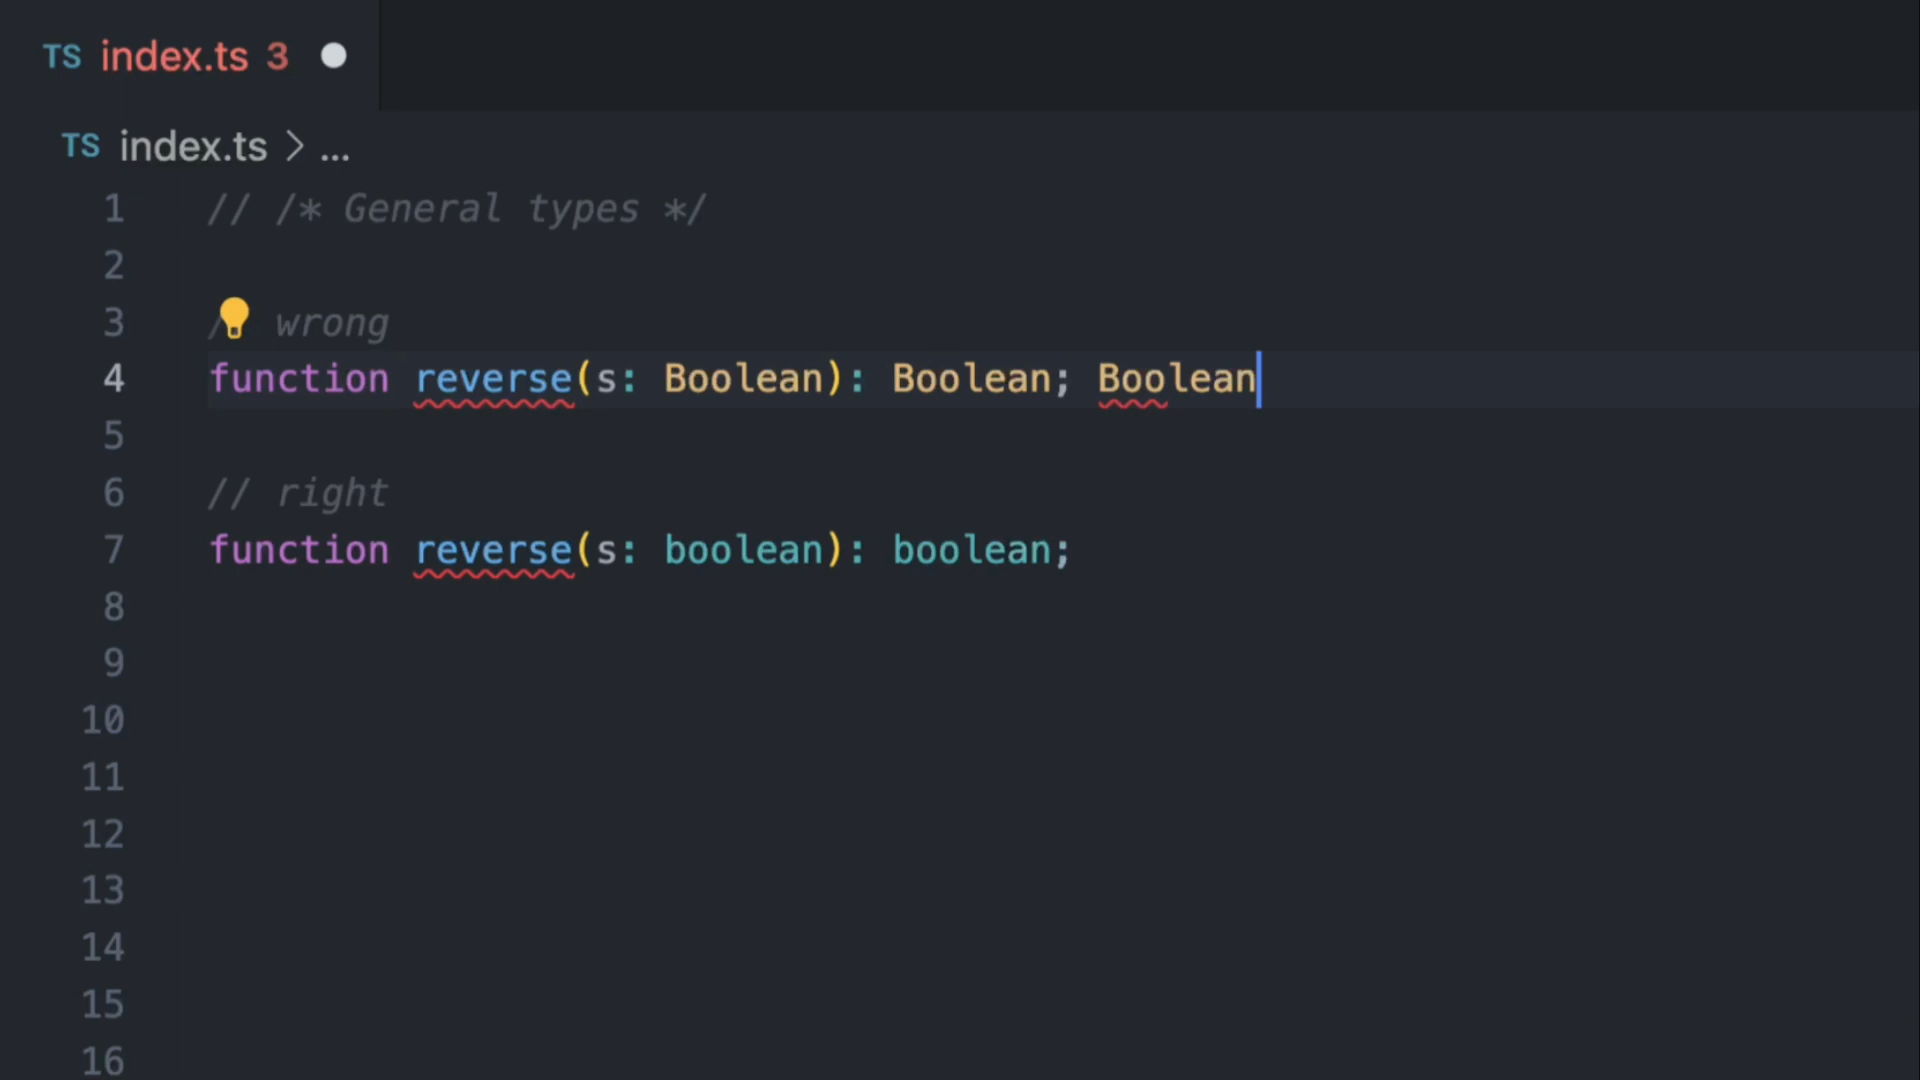 TS index.ts 3
TS index.ts > ...
1 // /* General types */
2
3 / wrong
4 function reverse(s: Boolean): Boolean; Boolean
5
6 // right
7 function reverse(s: boolean): boolean;
8
9
10
11
12
13
14
15
16